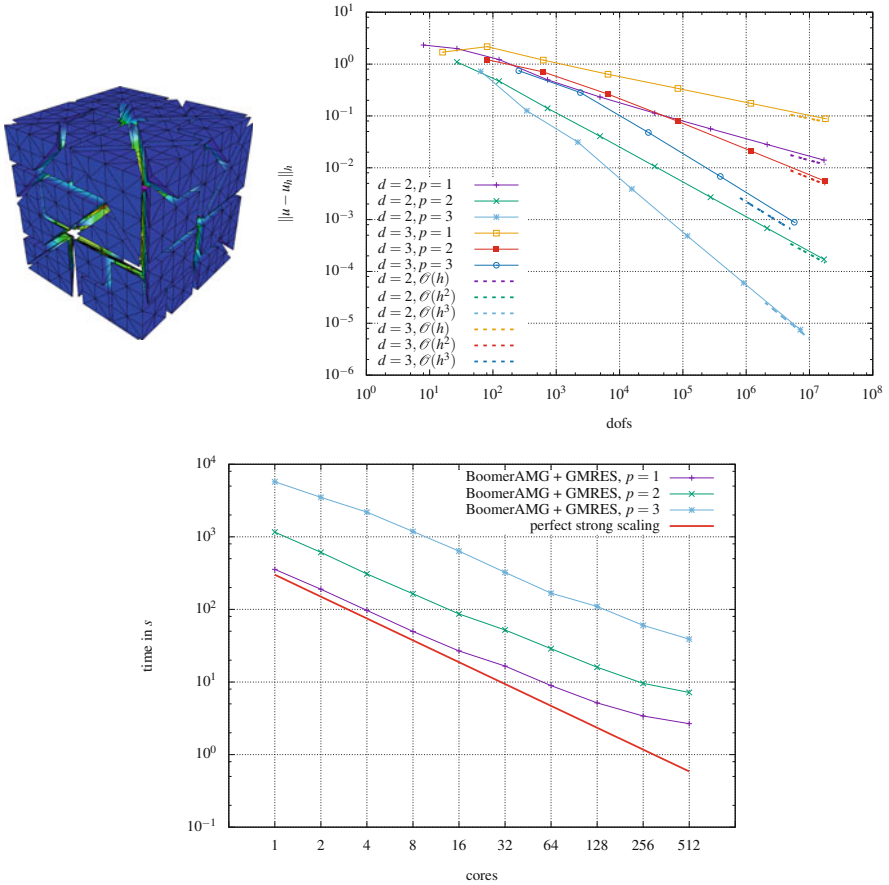 10^1
10^0
10^-1
10^-2
10^-3
10^-4
10^-5
10^-6
‖u − u_h‖_h
d = 2, p = 1
d = 2, p = 2
d = 2, p = 3
d = 3, p = 1
d = 3, p = 2
d = 3, p = 3
d = 2, 𝒪(h)
d = 2, 𝒪(h^2)
d = 2, 𝒪(h^3)
d = 3, 𝒪(h)
d = 3, 𝒪(h^2)
d = 3, 𝒪(h^3)
10^0 10^1 10^2 10^3 10^4 10^5 10^6 10^7 10^8
dofs
10^4
10^3
10^2
10^1
10^0
10^-1
time in s
BoomerAMG + GMRES, p = 1
BoomerAMG + GMRES, p = 2
BoomerAMG + GMRES, p = 3
perfect strong scaling
1 2 4 8 16 32 64 128 256 512
cores